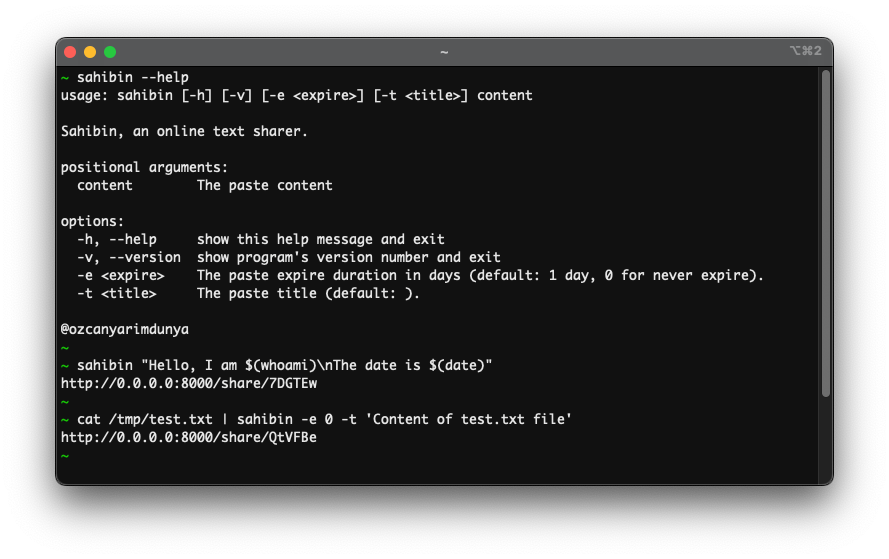 ~
⌥⌘2
~ sahibin --help
usage: sahibin [-h] [-v] [-e <expire>] [-t <title>] content
Sahibin, an online text sharer.
positional arguments:
  content        The paste content
options:
  -h, --help     show this help message and exit
  -v, --version  show program's version number and exit
  -e <expire>    The paste expire duration in days (default: 1 day, 0 for never expire).
  -t <title>     The paste title (default: ).
@ozcanyarimdunya
~
~ sahibin "Hello, I am $(whoami)\nThe date is $(date)"
http://0.0.0.0:8000/share/7DGTEw
~
~ cat /tmp/test.txt | sahibin -e 0 -t 'Content of test.txt file'
http://0.0.0.0:8000/share/QtVFBe
~